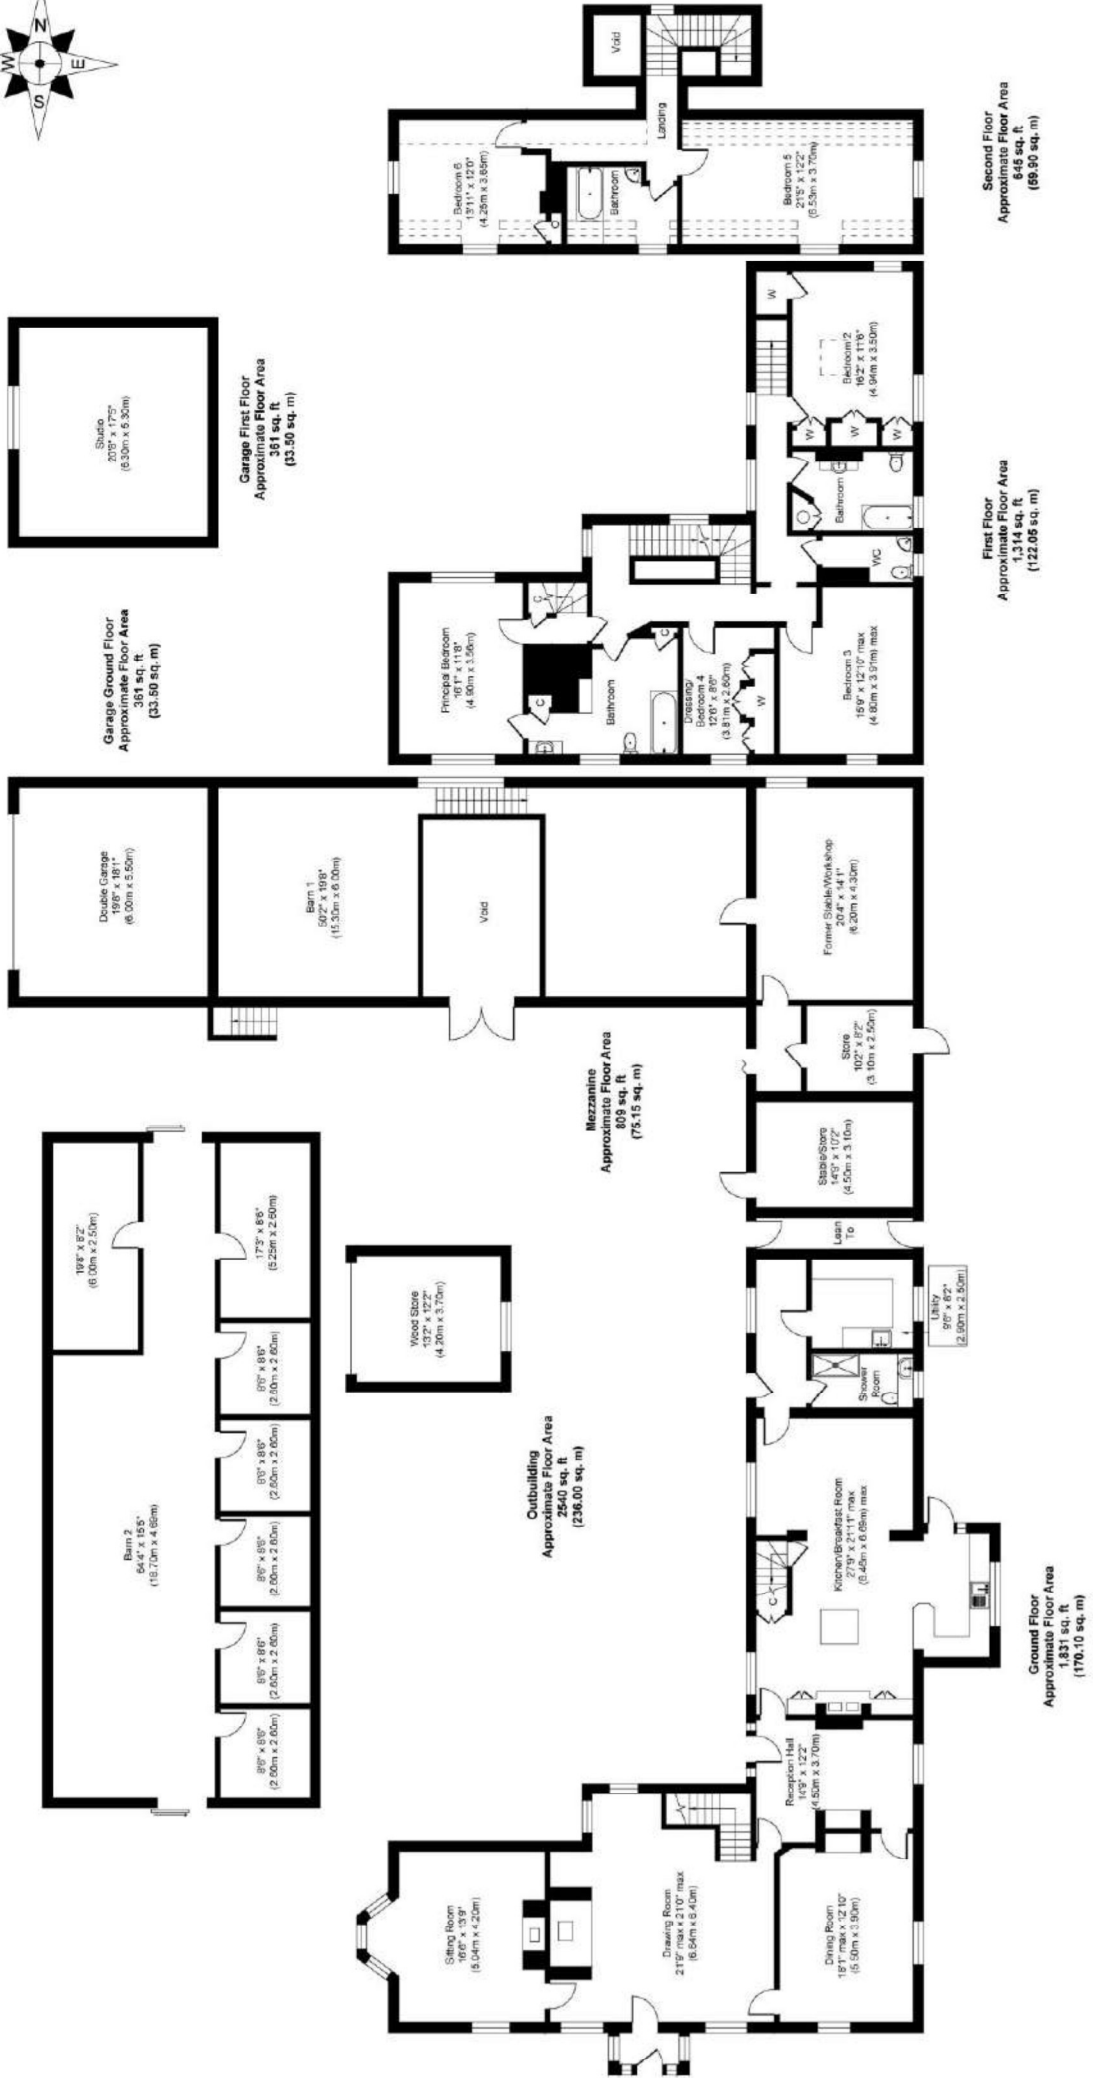 N
E
S
W
Void
Landing
Bedroom 6
13'11" x 12'0"
(4.25m x 3.65m)
Bathroom
Bedroom 5
21'5" x 12'2"
(6.53m x 3.70m)
Second Floor
Approximate Floor Area
645 sq. ft
(59.90 sq. m)
Studio
20'8" x 17'5"
(6.30m x 5.30m)
Garage First Floor
Approximate Floor Area
361 sq. ft
(33.50 sq. m)
W
Bedroom 2
16'2" x 11'6"
(4.94m x 3.50m)
W
W
W
Bathroom
WC
Principal Bedroom
16'1" x 11'8"
(4.90m x 3.56m)
C
C
C
Bathroom
Dressing/
Bedroom 4
12'6" x 8'6"
(3.81m x 2.60m)
W
Bedroom 3
15'9" x 12'10" max
(4.80m x 3.91m) max
First Floor
Approximate Floor Area
1,314 sq. ft
(122.05 sq. m)
Garage Ground Floor
Approximate Floor Area
361 sq. ft
(33.50 sq. m)
Double Garage
19'8" x 18'1"
(6.00m x 5.50m)
Barn 1
50'2" x 19'8"
(15.30m x 6.00m)
Void
Former Stable/Workshop
20'4" x 14'1"
(6.20m x 4.30m)
Store
10'2" x 8'2"
(3.10m x 2.50m)
Mezzanine
Approximate Floor Area
809 sq. ft
(75.15 sq. m)
Stable/Store
14'9" x 10'2"
(4.50m x 3.10m)
Lean
To
19'8" x 8'2"
(6.00m x 2.50m)
17'3" x 8'6"
(5.25m x 2.60m)
8'6" x 8'6"
(2.60m x 2.60m)
8'6" x 8'6"
(2.60m x 2.60m)
8'6" x 8'6"
(2.60m x 2.60m)
8'6" x 8'6"
(2.60m x 2.60m)
8'6" x 8'6"
(2.60m x 2.60m)
Barn 2
(18.70m x 4.69m)
Wood Store
13'2" x 12'2"
(4.20m x 3.70m)
Outbuilding
Approximate Floor Area
2540 sq. ft
(236.00 sq. m)
Utility
9'6" x 8'2"
(2.90m x 2.50m)
Shower
Room
Kitchen/Breakfast Room
27'9" x 21'11" max
(8.46m x 6.69m) max
C
Reception Hall
14'9" x 12'2"
(4.50m x 3.70m)
Sitting Room
16'6" x 13'9"
(5.04m x 4.20m)
Drawing Room
21'9" max x 21'0" max
(6.64m x 6.40m)
Dining Room
18'1" max x 12'10"
(5.50m x 3.90m)
Ground Floor
Approximate Floor Area
1,831 sq. ft
(170.10 sq. m)